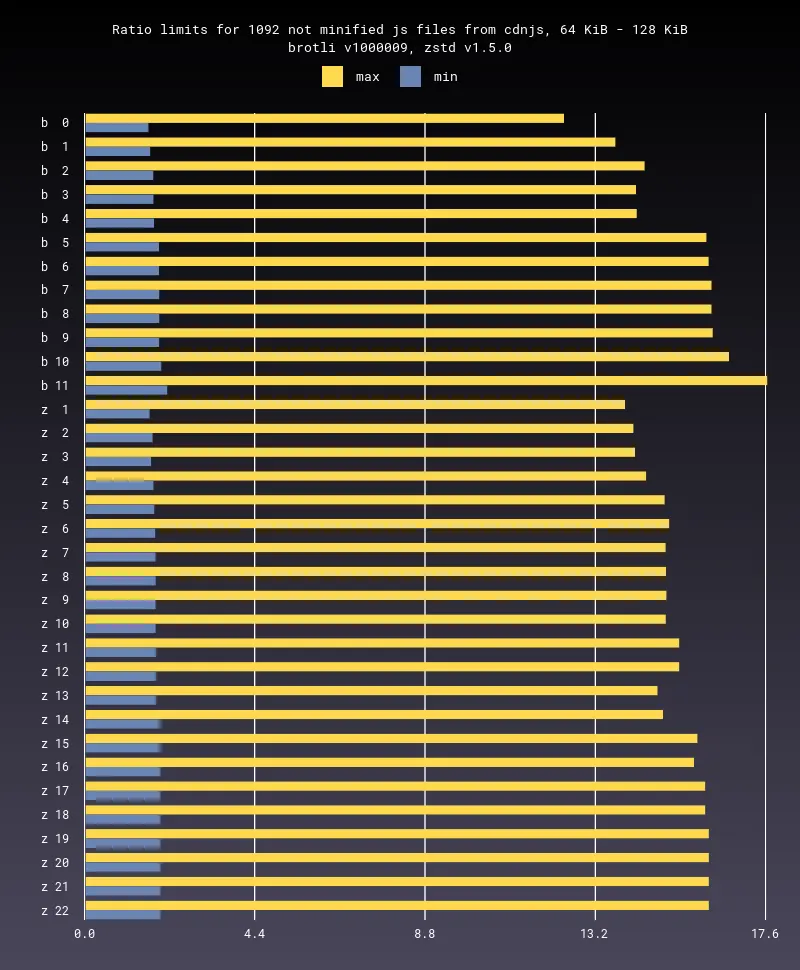 Ratio limits for 1092 not minified js files from cdnjs, 64 KiB - 128 KiB
brotli v1000009, zstd v1.5.0
max min
b 0
b 1
b 2
b 3
b 4
b 5
b 6
b 7
b 8
b 9
b 10
b 11
z 1
z 2
z 3
z 4
z 5
z 6
z 7
z 8
z 9
z 10
z 11
z 12
z 13
z 14
z 15
z 16
z 17
z 18
z 19
z 20
z 21
z 22
0.0 4.4 8.8 13.2 17.6